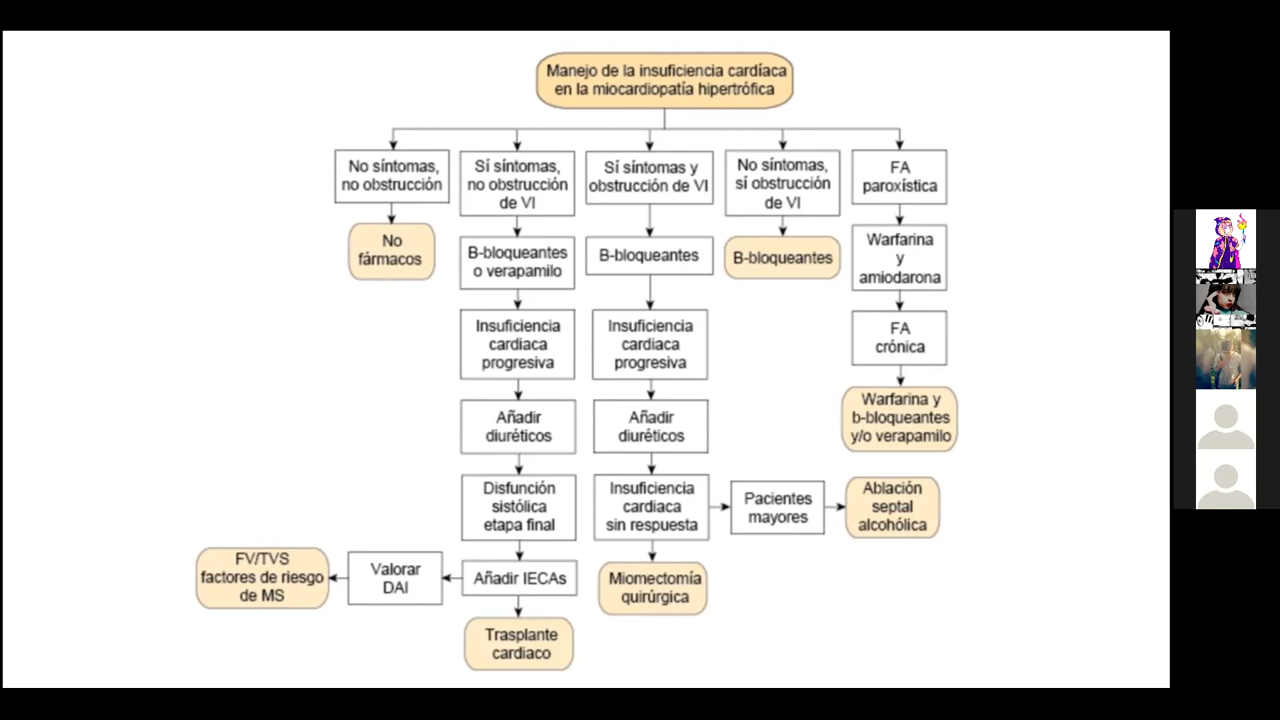 Manejo de la insuficiencia cardíaca
en la miocardiopatía hipertrófica
No síntomas,
no obstrucción
No
fármacos
Sí síntomas,
no obstrucción
de VI
B-bloqueantes
o verapamilo
Insuficiencia
cardiaca
progresiva
Añadir
diuréticos
Disfunción
sistólica
etapa final
Añadir IECAs
Valorar
DAI
FV/TVS
factores de riesgo
de MS
Trasplante
cardiaco
Sí síntomas y
obstrucción de VI
B-bloqueantes
Insuficiencia
cardiaca
progresiva
Añadir
diuréticos
Insuficiencia
cardiaca
sin respuesta
Pacientes
mayores
Ablación
septal
alcohólica
Miomectomía
quirúrgica
No síntomas,
sí obstrucción
de VI
B-bloqueantes
FA
paroxística
Warfarina
y
amiodarona
FA
crónica
Warfarina y
b-bloqueantes
y/o verapamilo